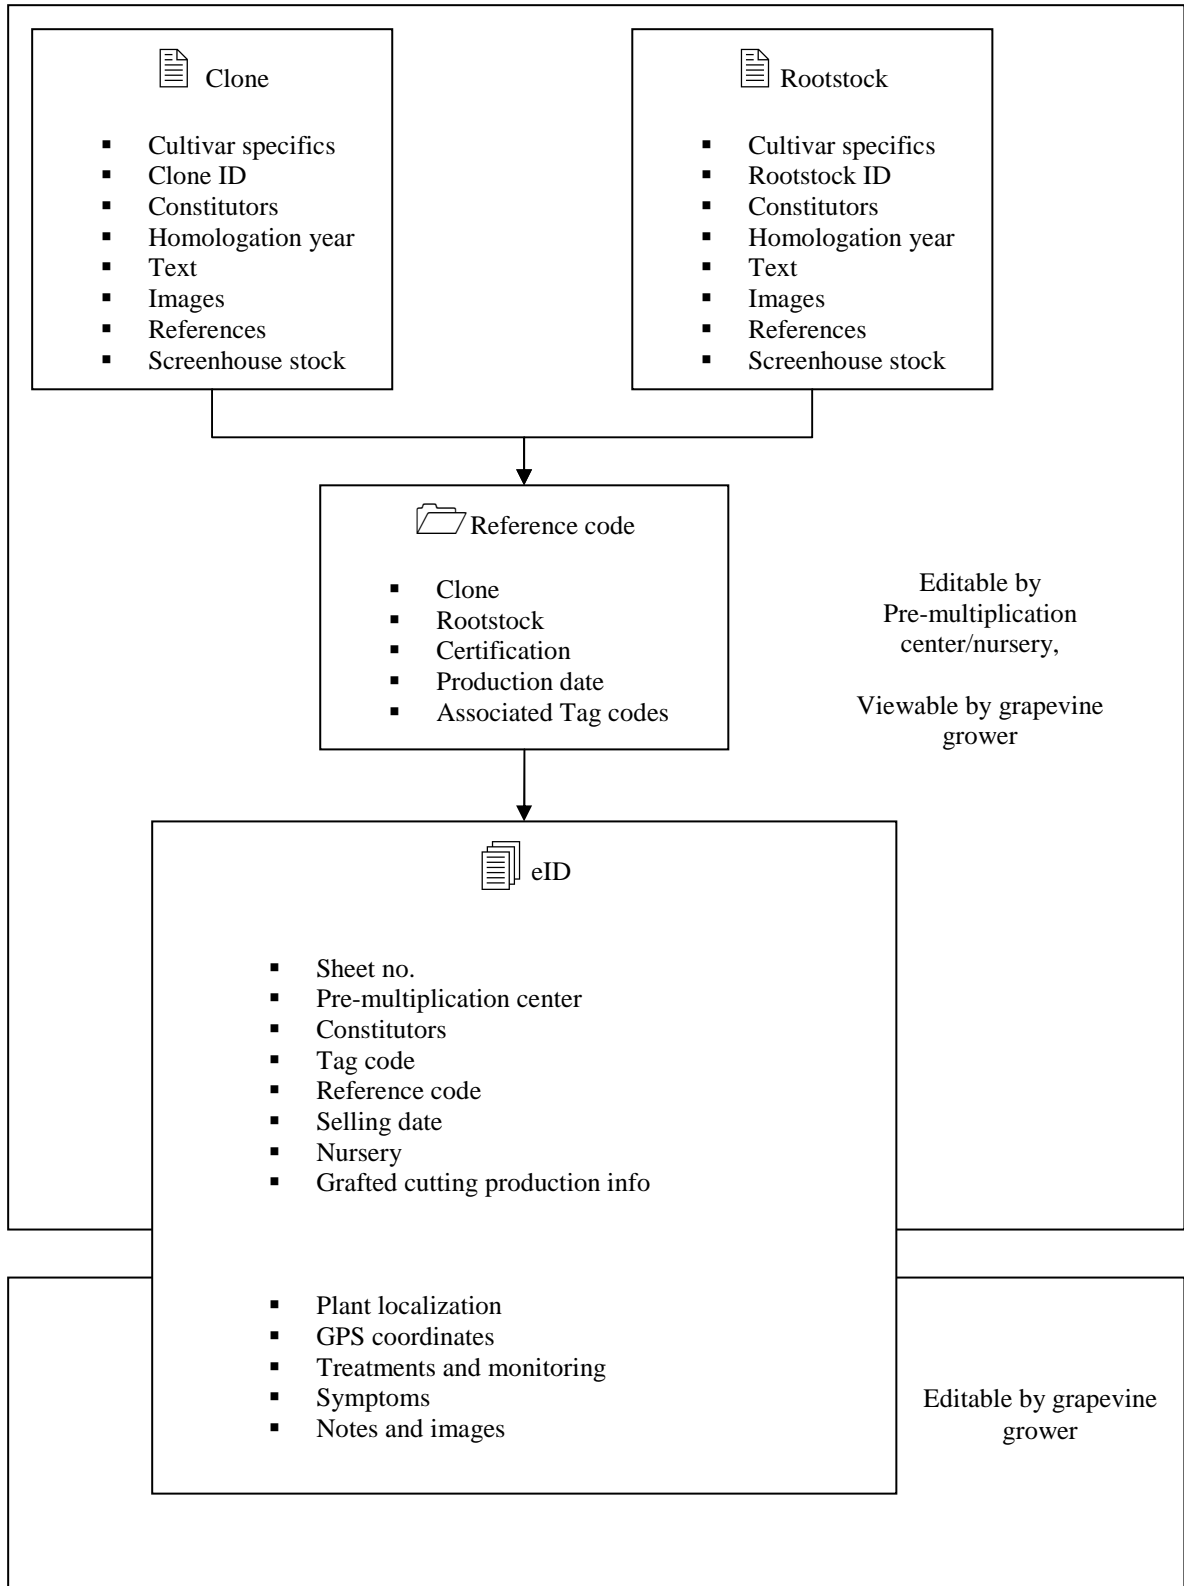 Clone
Cultivar specifics
Clone ID
Constitutors
Homologation year
Text
Images
References
Screenhouse stock
Rootstock
Cultivar specifics
Rootstock ID
Constitutors
Homologation year
Text
Images
References
Screenhouse stock
Reference code
Clone
Rootstock
Certification
Production date
Associated Tag codes
Editable by
Pre-multiplication
center/nursery,
Viewable by grapevine
grower
eID
Sheet no.
Pre-multiplication center
Constitutors
Tag code
Reference code
Selling date
Nursery
Grafted cutting production info
Plant localization
GPS coordinates
Treatments and monitoring
Symptoms
Notes and images
Editable by grapevine
grower